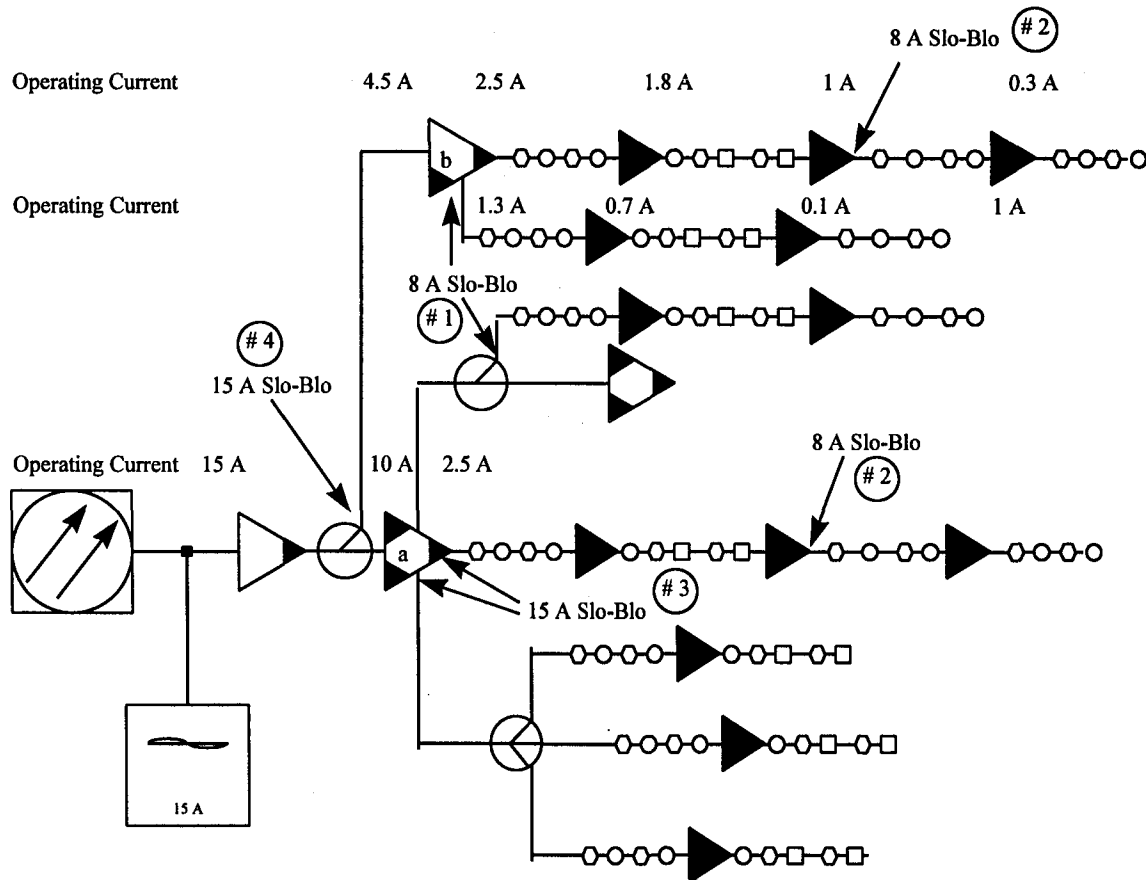 8 A Slo-Blo # 2
Operating Current 4.5 A 2.5 A 1.8 A 1 A 0.3 A
b
Operating Current 1.3 A 0.7 A 0.1 A 1 A
8 A Slo-Blo
# 1
# 4
15 A Slo-Blo
8 A Slo-Blo
# 2
Operating Current 15 A 10 A 2.5 A
a
# 3
15 A Slo-Blo
15 A